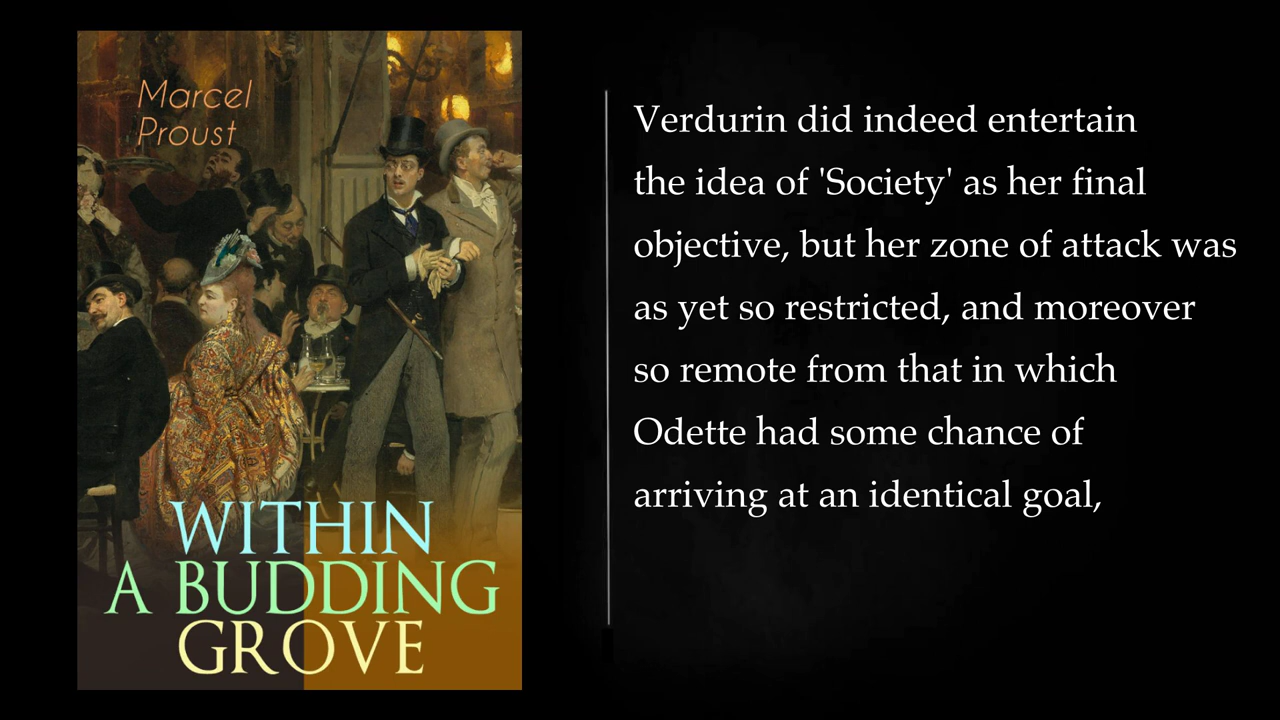 Marcel
Proust
WITHIN
A BUDDING
GROVE
Verdurin did indeed entertain
the idea of 'Society' as her final
objective, but her zone of attack was
as yet so restricted, and moreover
so remote from that in which
Odette had some chance of
arriving at an identical goal,